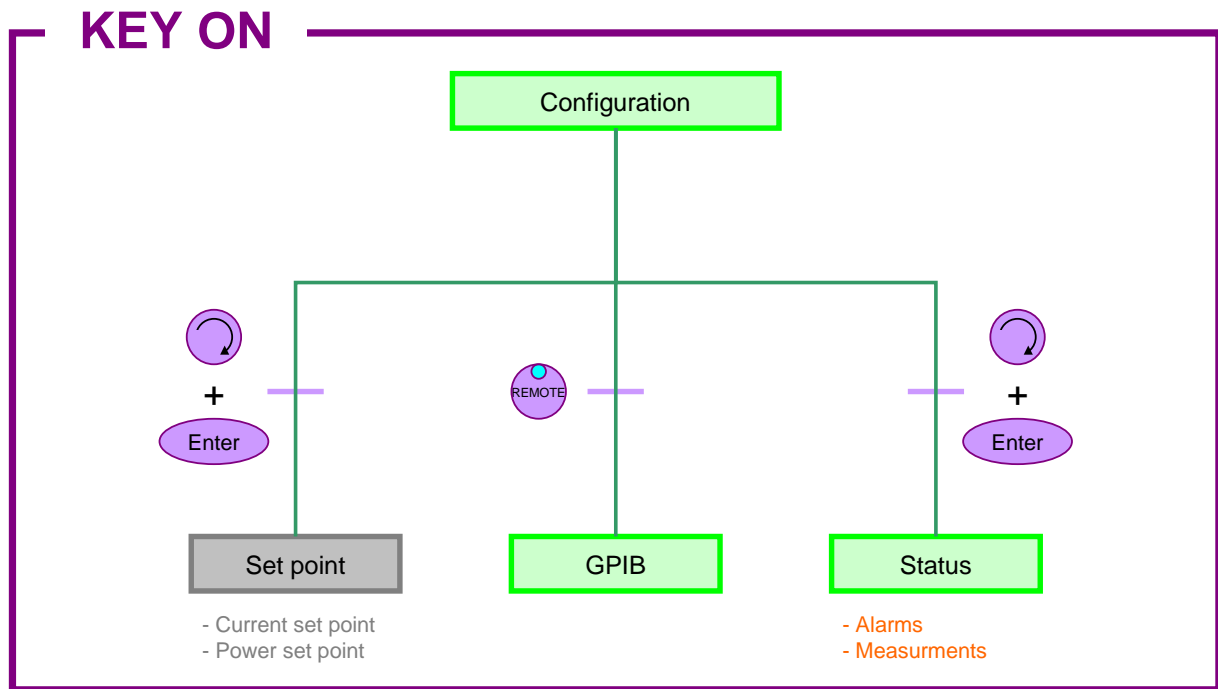 KEY ON
Configuration
+
REMOTE
+
Enter
Enter
Set point
GPIB
Status
- Current set point
- Power set point
- Alarms
- Measurments